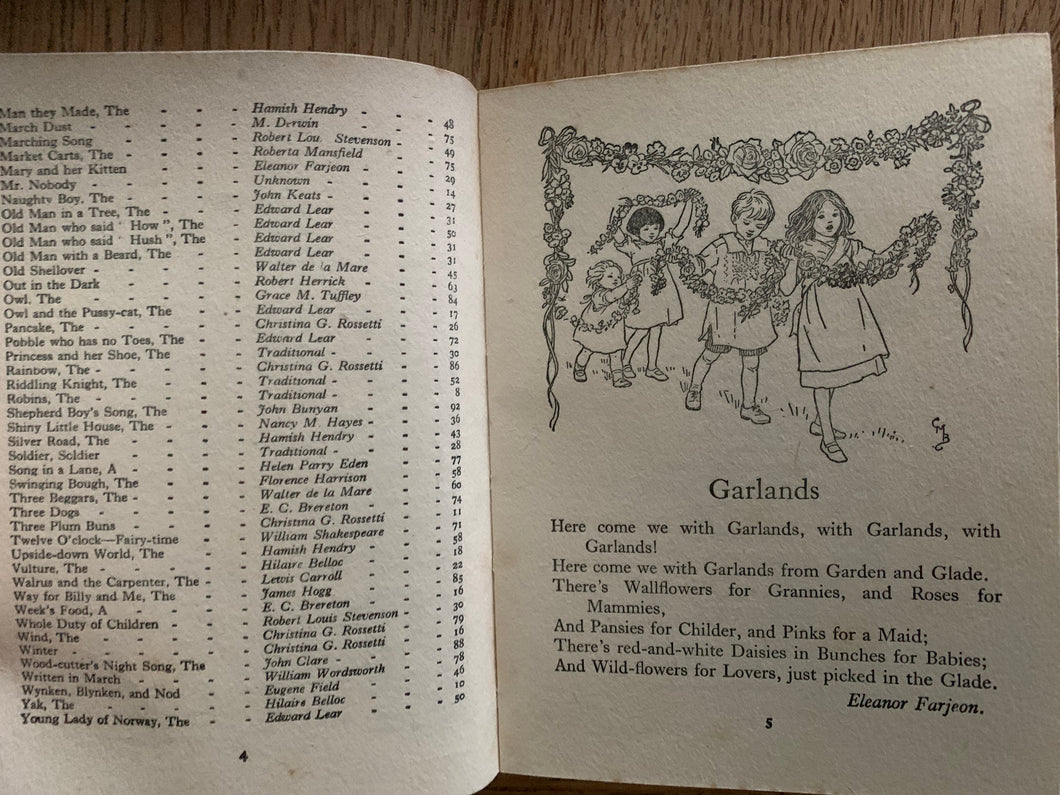 Man they Made, The - - - Hamish Hendry - - 48
March Dust - - - - M. Derwin - - 75
Marching Song - - - Robert Lou. Stevenson - 49
Market Carts, The - - - Roberta Mansfield - - 75
Mary and her Kitten - - - Eleanor Farjeon - - 29
Mr. Nobody - - - - Unknown - - - 14
Naughty Boy, The - - - John Keats - - - 27
Old Man in a Tree, The - - - Edward Lear - - - 31
Old Man who said "How", The - Edward Lear - - - 50
Old Man who said "Hush", The - Edward Lear - - - 31
Old Man with a Beard, The - - Edward Lear - - - 31
Old Shellover - - - - Walter de la Mare - - 45
Out in the Dark - - - Robert Herrick - - 63
Owl, The - - - - Grace M. Tuffley - - 84
Owl and the Pussy-cat, The - - Edward Lear - - - 17
Pancake, The - - - - Christina G. Rossetti - - 26
Pobble who has no Toes, The - - Edward Lear - - - 72
Princess and her Shoe, The - - Traditional - - - 30
Rainbow, The - - - - Christina G. Rossetti - - 86
Riddling Knight, The - - - Traditional - - - 52
Robins, The - - - - Traditional - - - 8
Shepherd Boy's Song, The - - John Bunyan - - - 92
Shiny Little House, The - - - Nancy M. Hayes - - - 36
Silver Road, The - - - Hamish Hendry - - - 43
Soldier, Soldier - - - Traditional - - - 28
Song in a Lane, A - - - Helen Parry Eden - - 77
Swinging Bough, The - - - Florence Harrison - - 58
Three Beggars, The - - - - Walter de la Mare - - 60
Three Dogs - - - - E. C. Brereton - - 74
Three Plum Buns - - - Christina G. Rossetti - - 11
Twelve O'clock—Fairy-time - - William Shakespeare - - 71
Upside-down World, The - - Hamish Hendry - - - 58
Vulture, The - - - - Hilaire Belloc - - - 18
Walrus and the Carpenter, The - - Lewis Carroll - - - 22
Way for Billy and Me, The - - James Hogg - - - 85
Week's Food, A - - - E. C. Brereton - - - 16
Whole Duty of Children - - - Robert Louis Stevenson - - 30
Wind, The - - - - Christina G. Rossetti - - 79
Winter - - - - - Christina G. Rossetti - - 16
Wood-cutter's Night Song, The - John Clare - - - 88
Written in March - - - William Wordsworth - - 78
Wynken, Blynken, and Nod - - Eugene Field - - - 46
Yak, The - - - - Hilaire Belloc - - - 10
Young Lady of Norway, The - - Edward Lear - - - 50
4
CMB
Garlands
Here come we with Garlands, with Garlands, with
Garlands!
Here come we with Garlands from Garden and Glade.
There's Wallflowers for Grannies, and Roses for
Mammies,
And Pansies for Childer, and Pinks for a Maid;
There's red-and-white Daisies in Bunches for Babies;
And Wild-flowers for Lovers, just picked in the Glade.
Eleanor Farjeon.
5